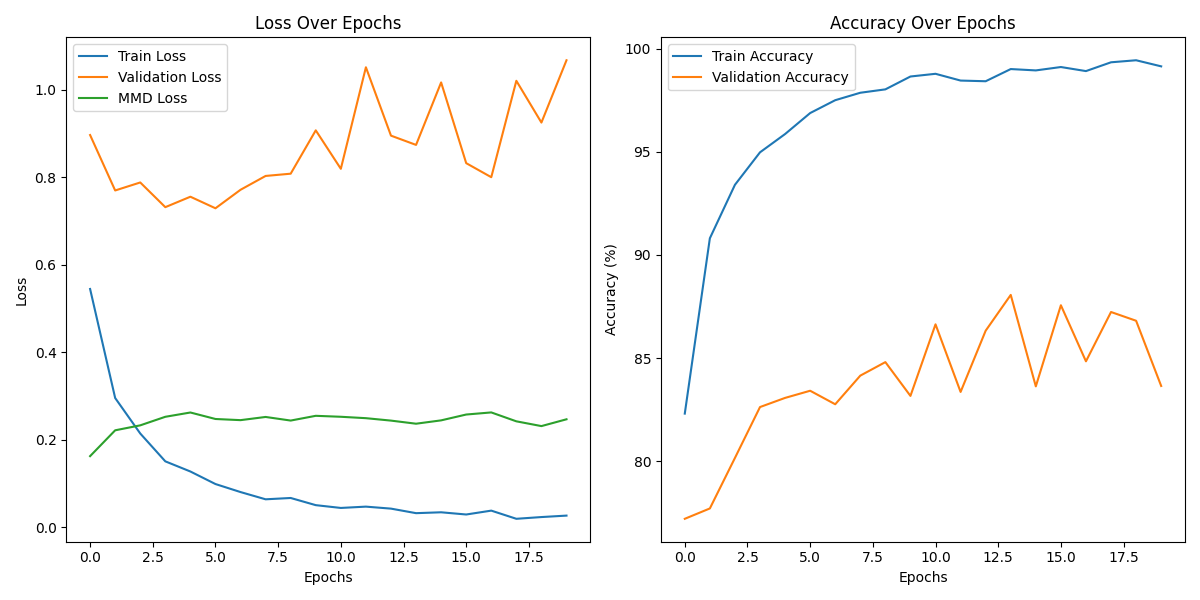 Loss Over Epochs
Train Loss
Validation Loss
MMD Loss
1.0
0.8
0.6
0.4
0.2
0.0
Loss
0.0 2.5 5.0 7.5 10.0 12.5 15.0 17.5
Epochs
Accuracy Over Epochs
Train Accuracy
Validation Accuracy
100
95
90
85
80
Accuracy (%)
0.0 2.5 5.0 7.5 10.0 12.5 15.0 17.5
Epochs